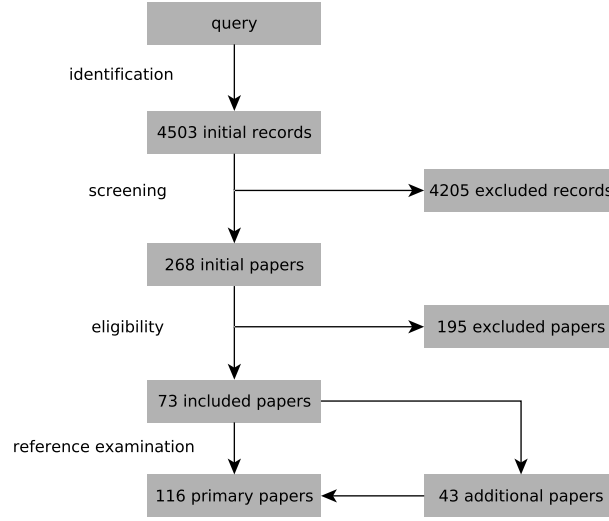 query
identification
4503 initial records
screening
4205 excluded records
268 initial papers
eligibility
195 excluded papers
73 included papers
reference examination
116 primary papers
43 additional papers